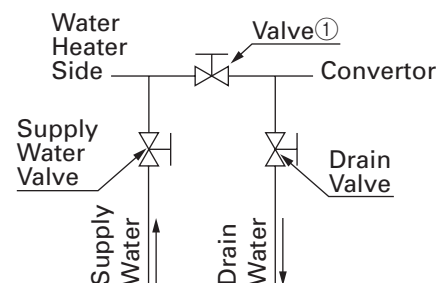 Water
Heater
Side
Valve①
Convertor
Supply
Water
Valve
Drain
Valve
Supply
Water
Drain
Water